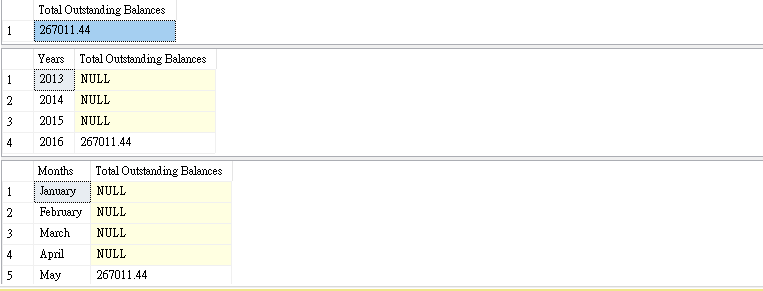 Total Outstanding Balances
1 267011.44
Years Total Outstanding Balances
1 2013 NULL
2 2014 NULL
3 2015 NULL
4 2016 267011.44
Months Total Outstanding Balances
1 January NULL
2 February NULL
3 March NULL
4 April NULL
5 May 267011.44